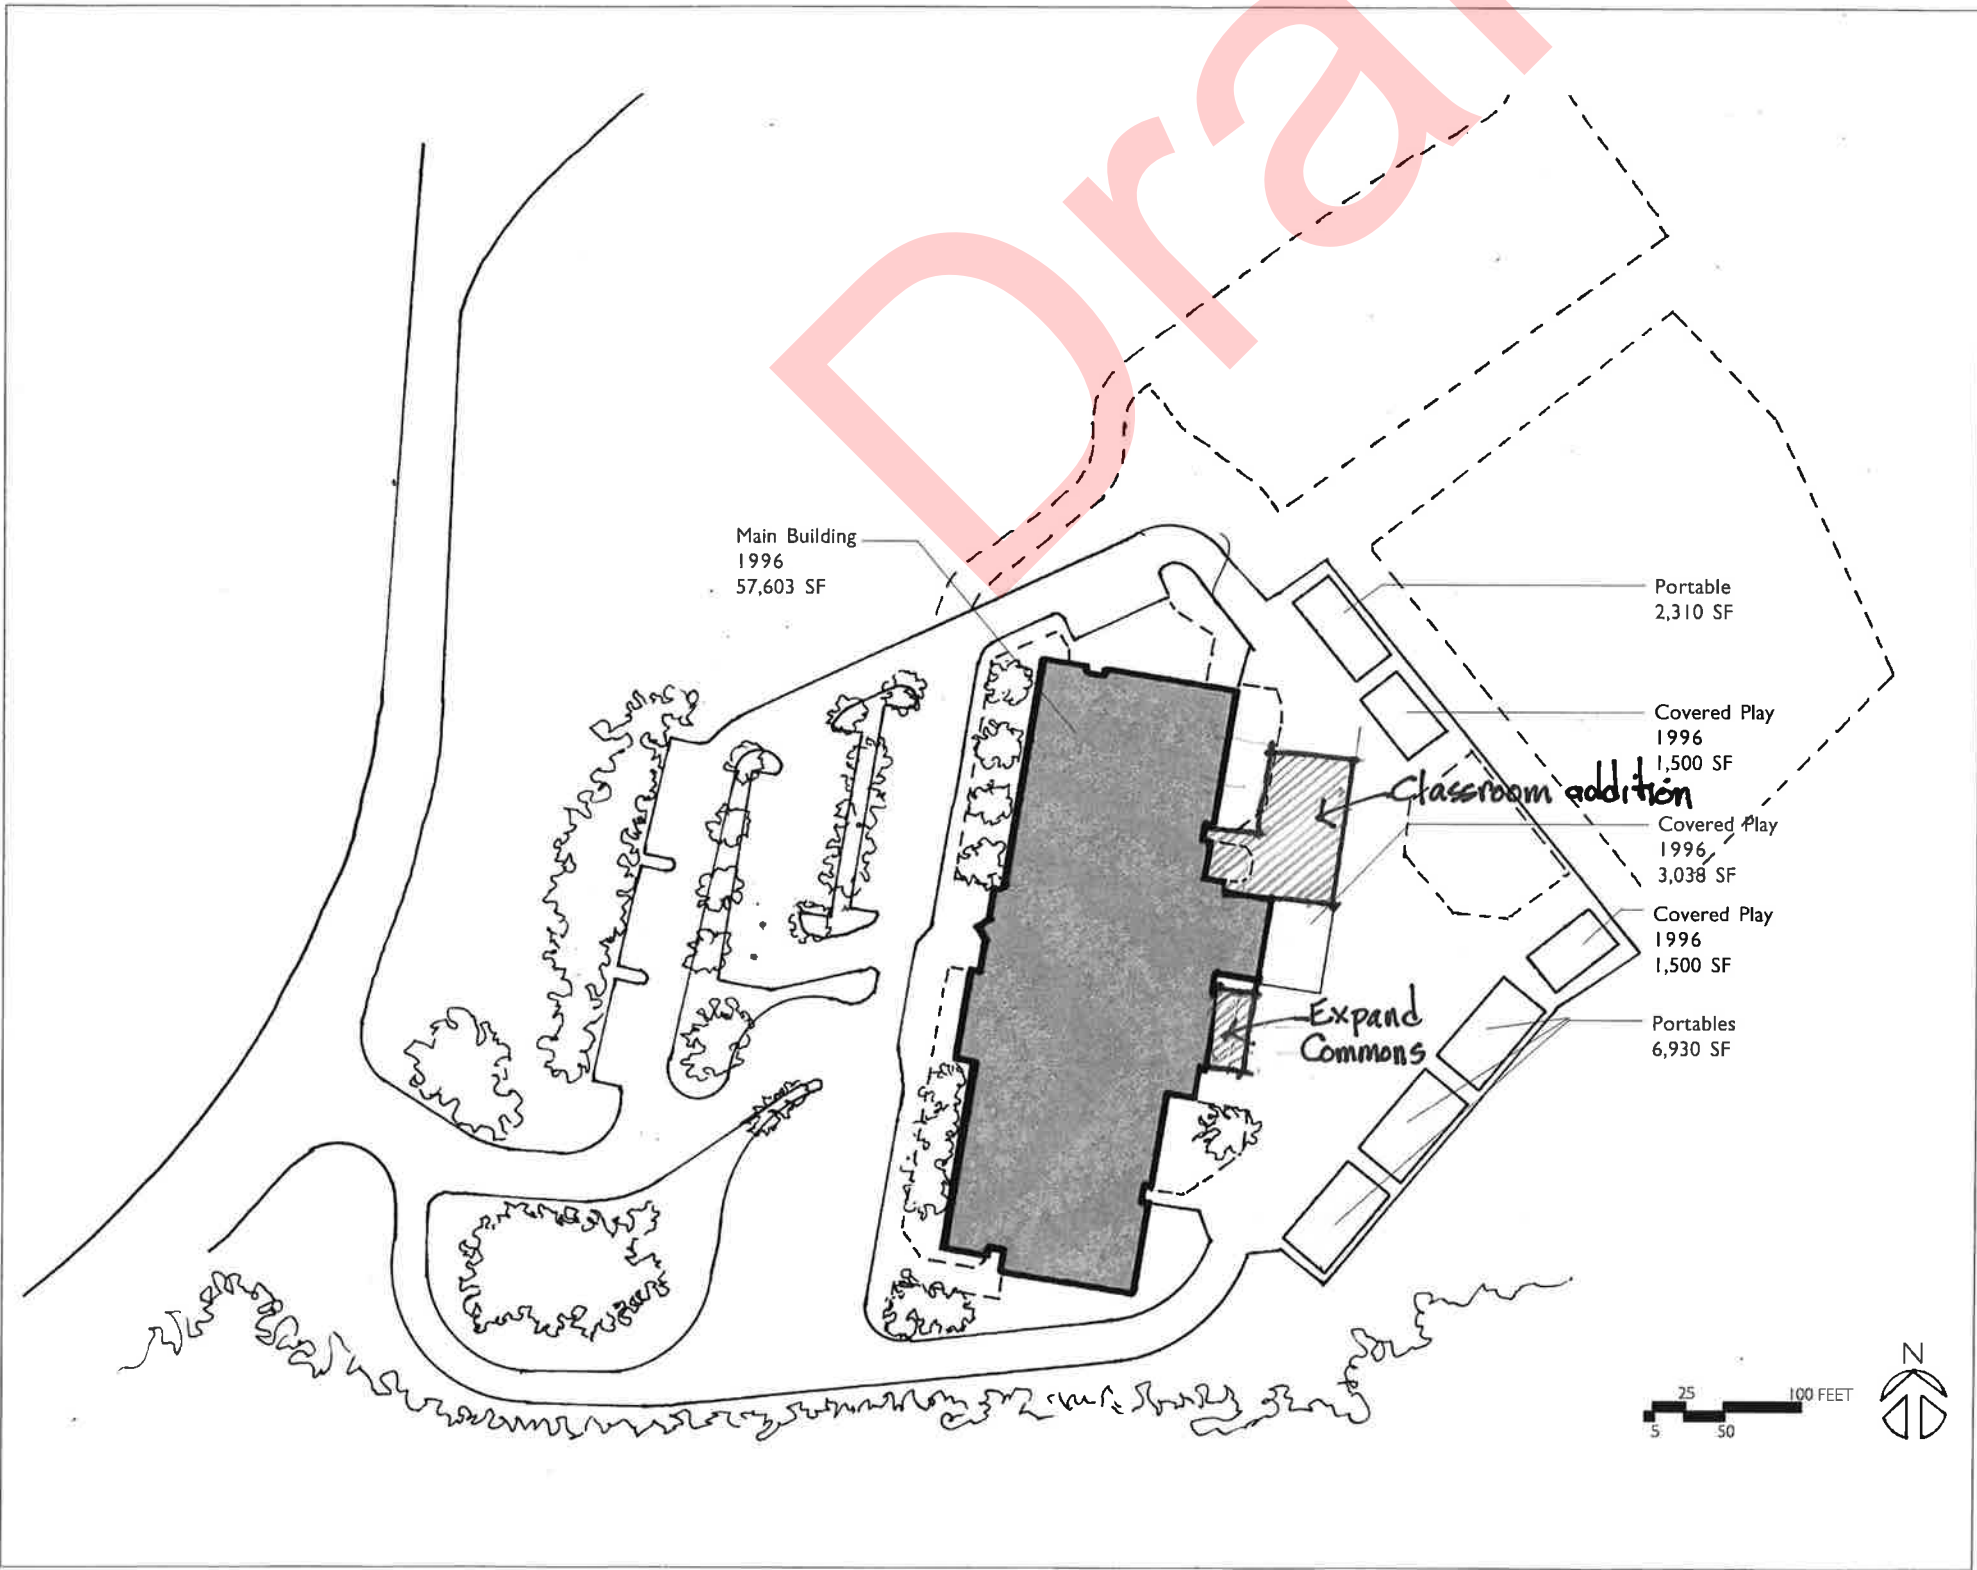 Draf
Main Building
1996
57,603 SF
Portable
2,310 SF
Covered Play
1996
1,500 SF
Classroom addition
Covered Play
1996
3,038 SF
Covered Play
1996
1,500 SF
Expand
Commons
Portables
6,930 SF
N
25 100 FEET
5 50